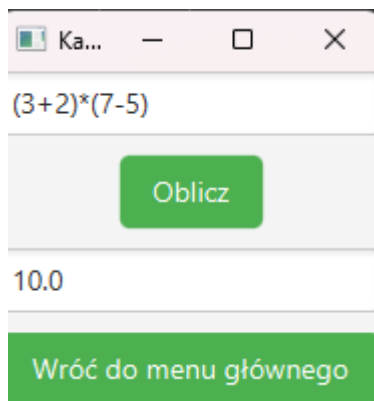 Ka...
(3+2)*(7-5)
Oblicz
10.0
Wróć do menu głównego